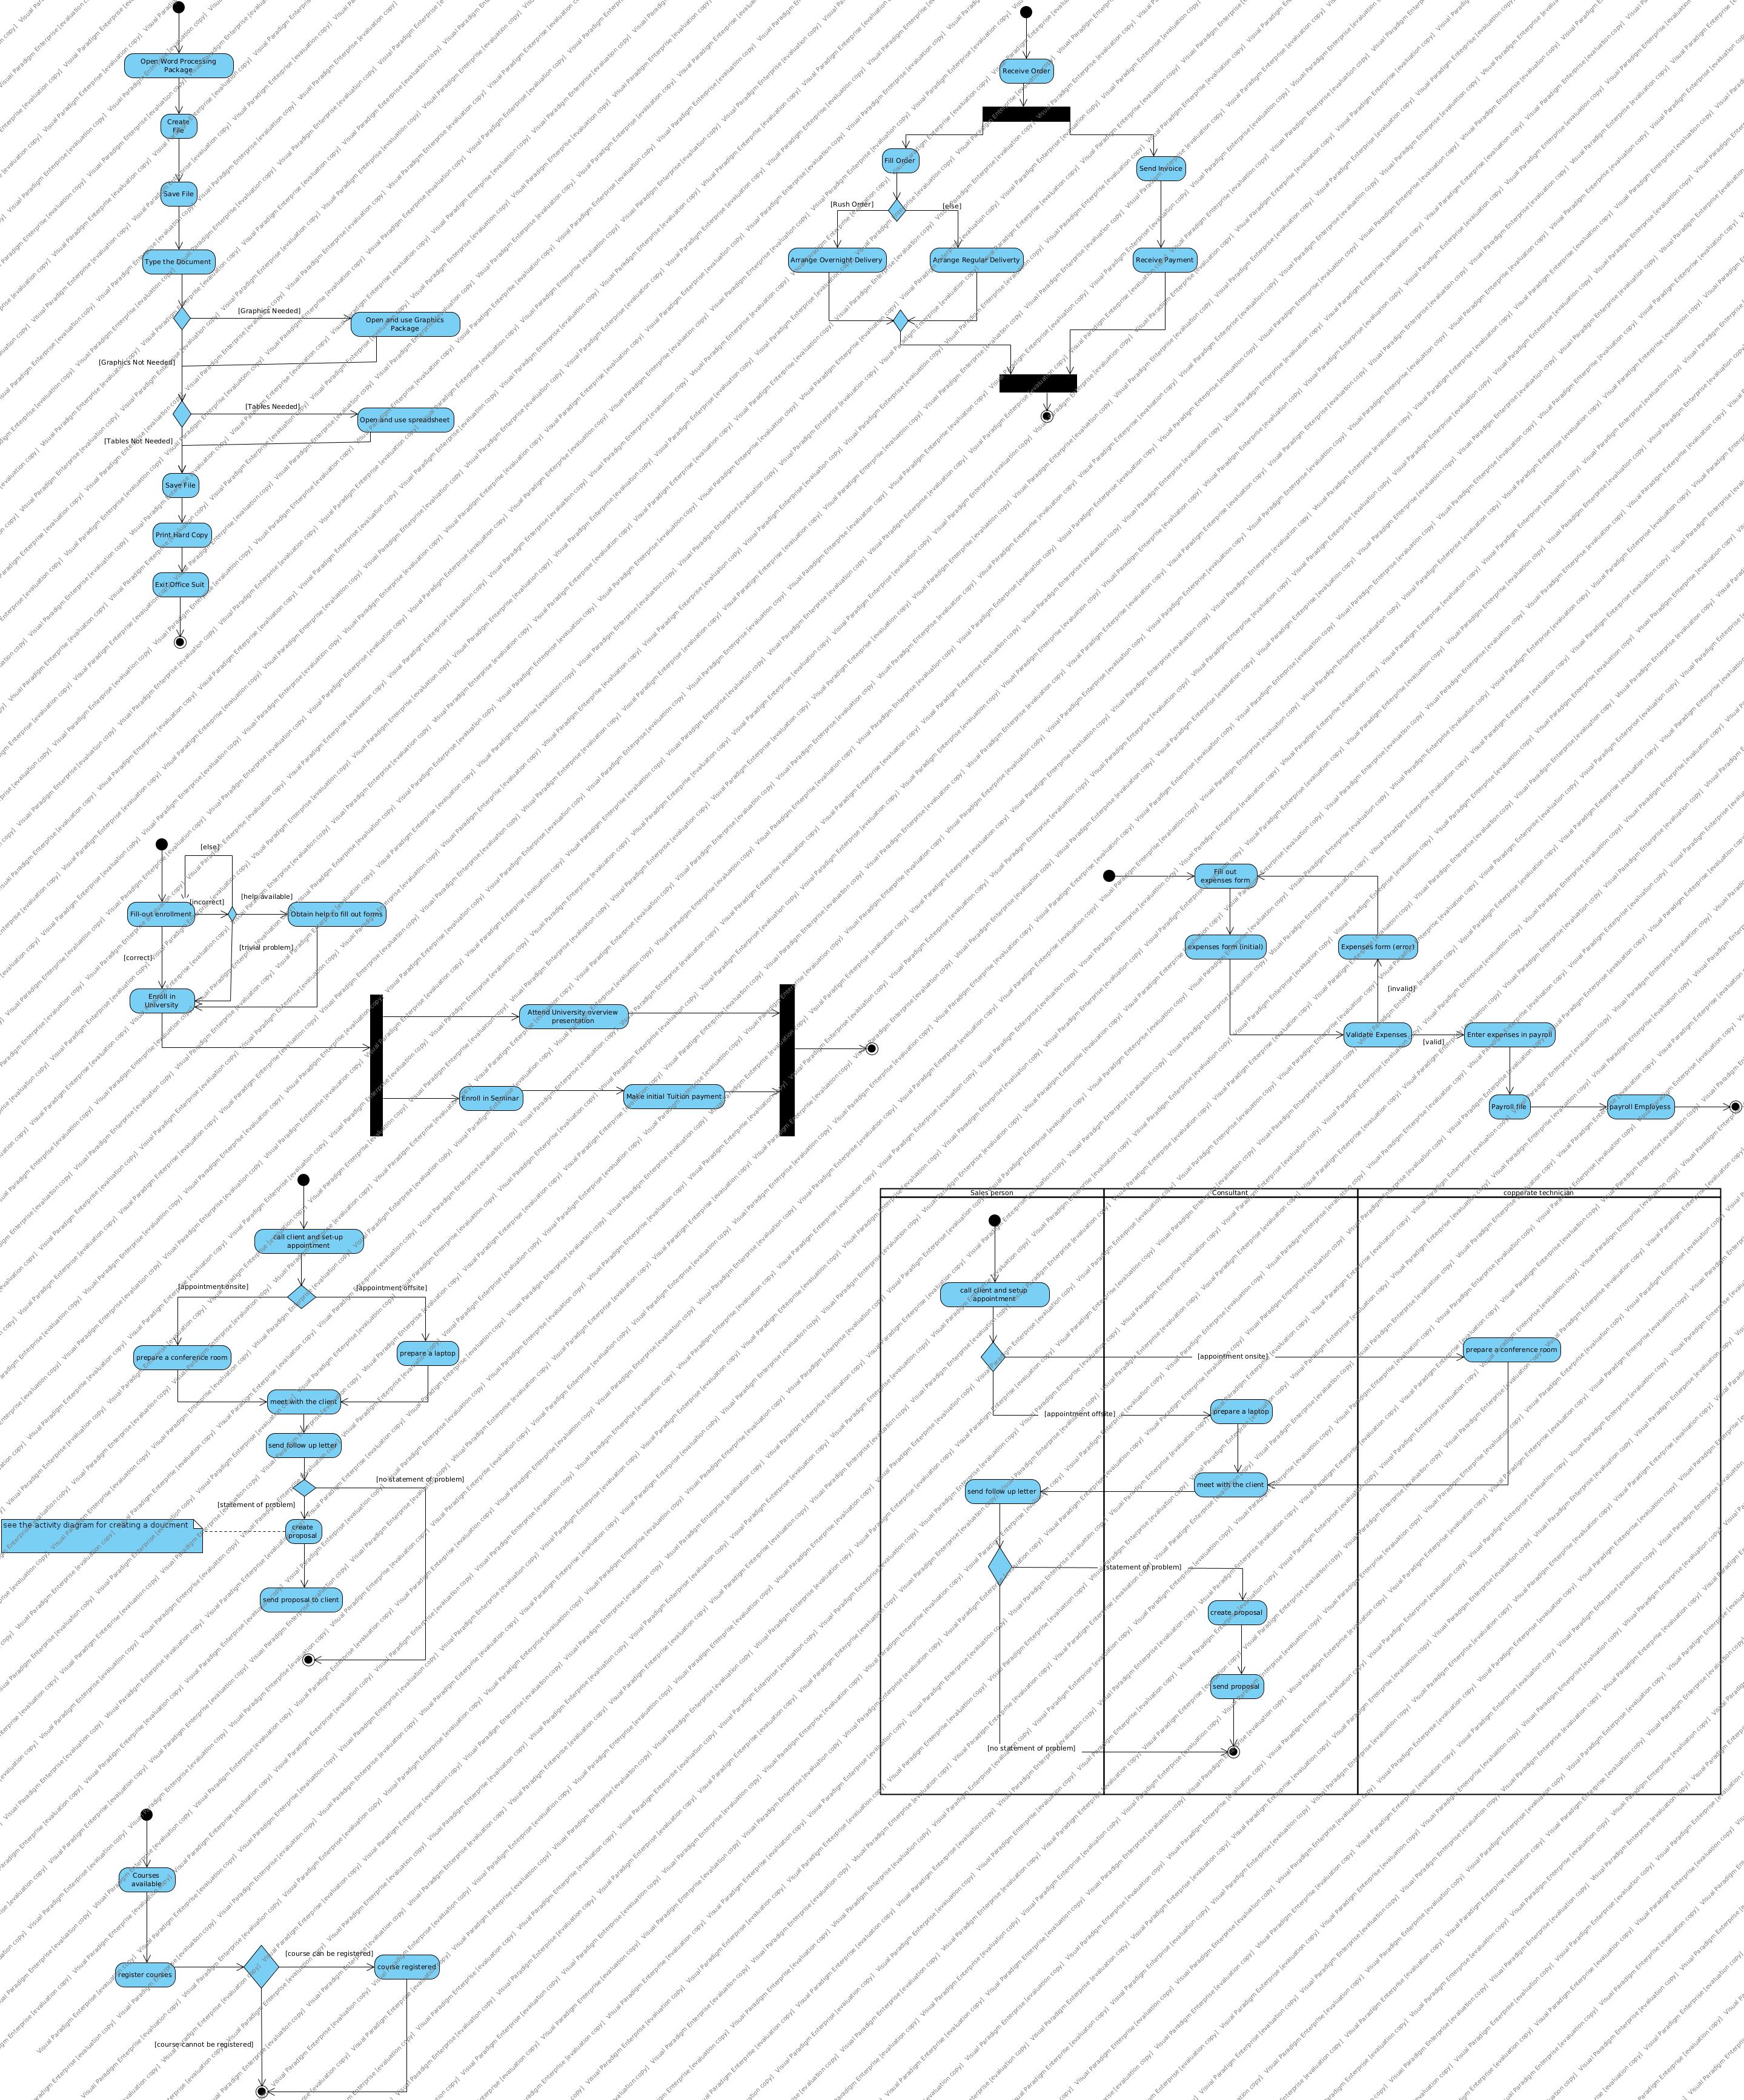 Open Word Processing
Package
Create
File
Save File
Type the Document
[Graphics Needed]
Open and use Graphics
Package
[Graphics Not Needed]
[Tables Needed]
Open and use spreadsheet
[Tables Not Needed]
Save File
Print Hard Copy
Exit Office Suit
Receive Order
Fill Order
Send Invoice
[Rush Order]
[else]
Arrange Overnight Delivery
Arrange Regular Deliverty
Receive Payment
[else]
[incorrect]
[help available]
Fill-out enrollment
Obtain help to fill out forms
[trivial problem]
[correct]
Enroll in
University
Attend University overview
presentation
Enroll in Seminar
Make initial Tuition payment
Fill out
expenses form
expenses form (initial)
Expenses form (error)
[invalid]
Validate Expenses
[valid]
Enter expenses in payroll
Payroll file
payroll Employess
call client and set-up
appointment
[appointment onsite]
[appointment offsite]
prepare a conference room
prepare a laptop
meet with the client
send follow up letter
[no statement of problem]
[statement of problem]
see the activity diagram for creating a doucment
create
proposal
send proposal to client
Sales person
Consultant
copperate technician
call client and setup
appointment
[appointment onsite]
prepare a conference room
[appointment offsite]
prepare a laptop
send follow up letter
meet with the client
[statement of problem]
create proposal
send proposal
[no statement of problem]
Courses
available
register courses
[course can be registered]
course registered
[course cannot be registered]
Visual Paradigm Enterprise [evaluation copy]